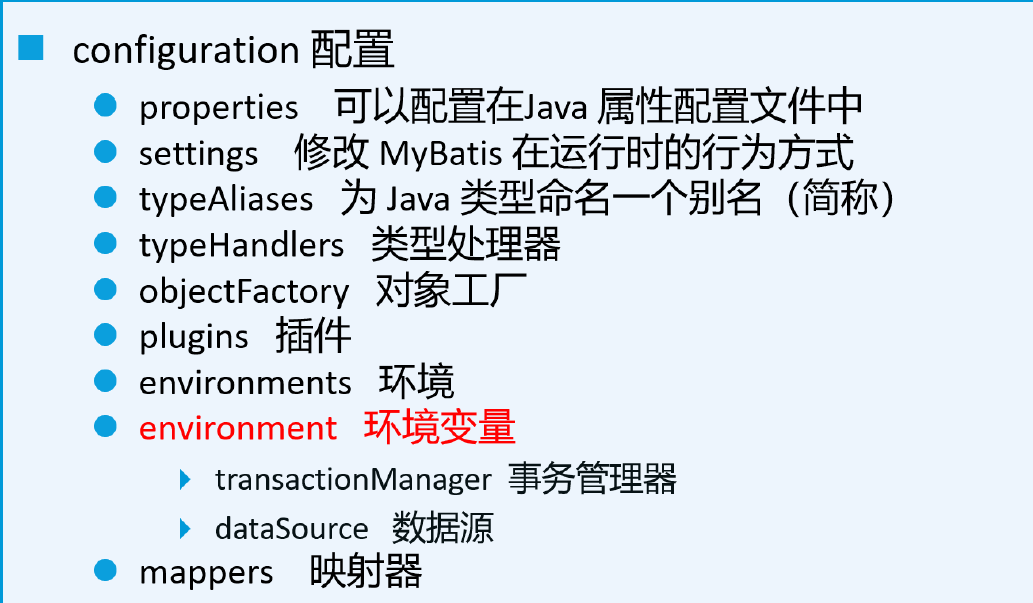 configuration 配置
properties 可以配置在Java 属性配置文件中
settings 修改 MyBatis 在运行时的行为方式
typeAliases 为 Java 类型命名一个别名（简称）
typeHandlers 类型处理器
objectFactory 对象工厂
plugins 插件
environments 环境
environment 环境变量
transactionManager 事务管理器
dataSource 数据源
mappers 映射器